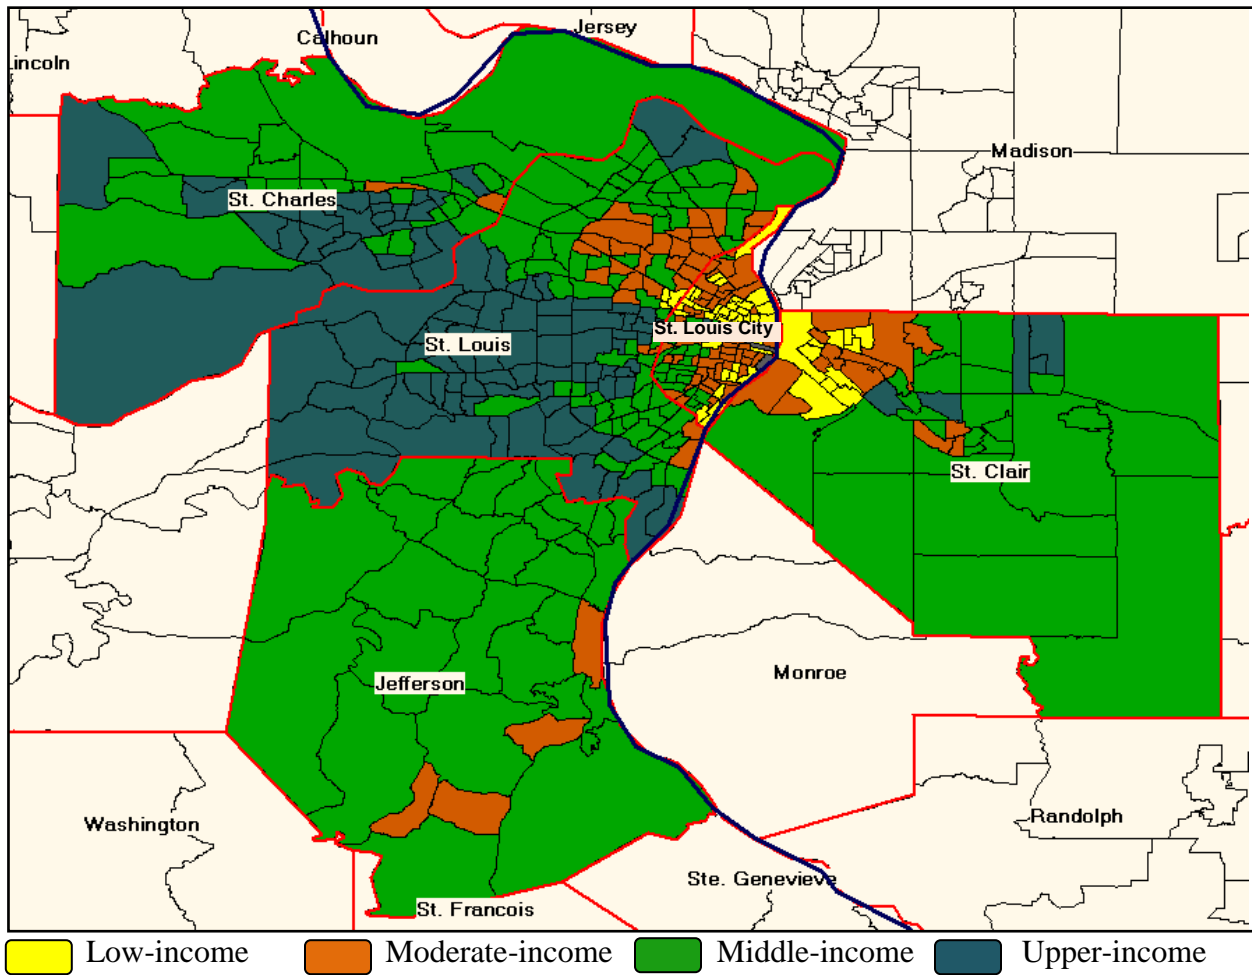 Jersey
Calhoun
incoln
Madison
St. Charles
St. Louis City
St. Louis
St. Clair
Monroe
Jefferson
Randolph
Washington
Ste. Genevieve
St. Francois
Low-income Moderate-income Middle-income Upper-income